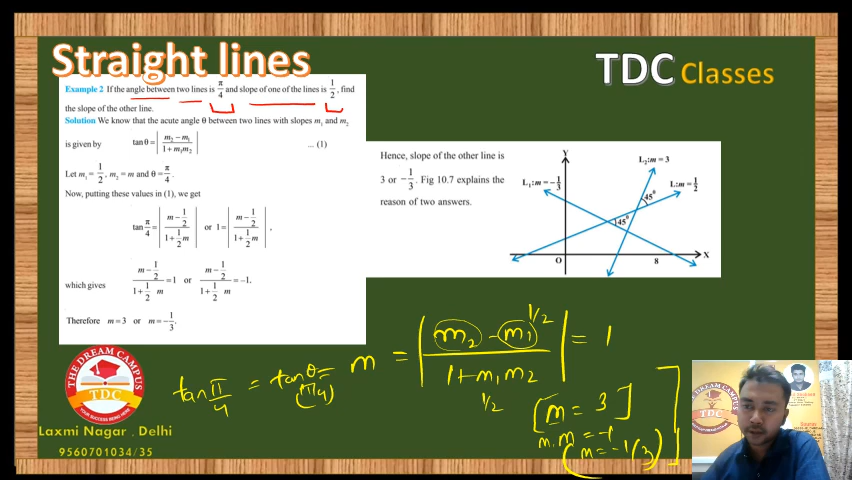 Straight lines
TDC Classes
Example 2 If the angle between two lines is π/4 and slope of one of the lines is 1/2, find
the slope of the other line.
Solution We know that the acute angle θ between two lines with slopes m₁ and m₂
is given by tanθ = |(m₂ − m₁)/(1 + m₁m₂)| ... (1)
Let m₁ = 1/2, m₂ = m and θ = π/4.
Now, putting these values in (1), we get
tan π/4 = |(m − 1/2)/(1 + 1/2 m)| or 1 = |(m − 1/2)/(1 + 1/2 m)|,
which gives (m − 1/2)/(1 + 1/2 m) = 1 or (m − 1/2)/(1 + 1/2 m) = −1.
Therefore m = 3 or m = −1/3.
Hence, slope of the other line is
3 or −1/3. Fig 10.7 explains the
reason of two answers.
Y
L₂:m = 3
L₁:m = −1/3
L:m = 1/2
45°
45°
O
8
X
tan π/4 = tanθ = m = |(m₂ − m₁)/(1 + m₁m₂)| = 1
1/2
(π/4)
1/2
[m = 3]
m.m = −1
(m = −1/3)
THE DREAM CAMPUS
TDC
YOUR SUCCESS BEING HERE
Laxmi Nagar , Delhi
9560701034/35
TDC